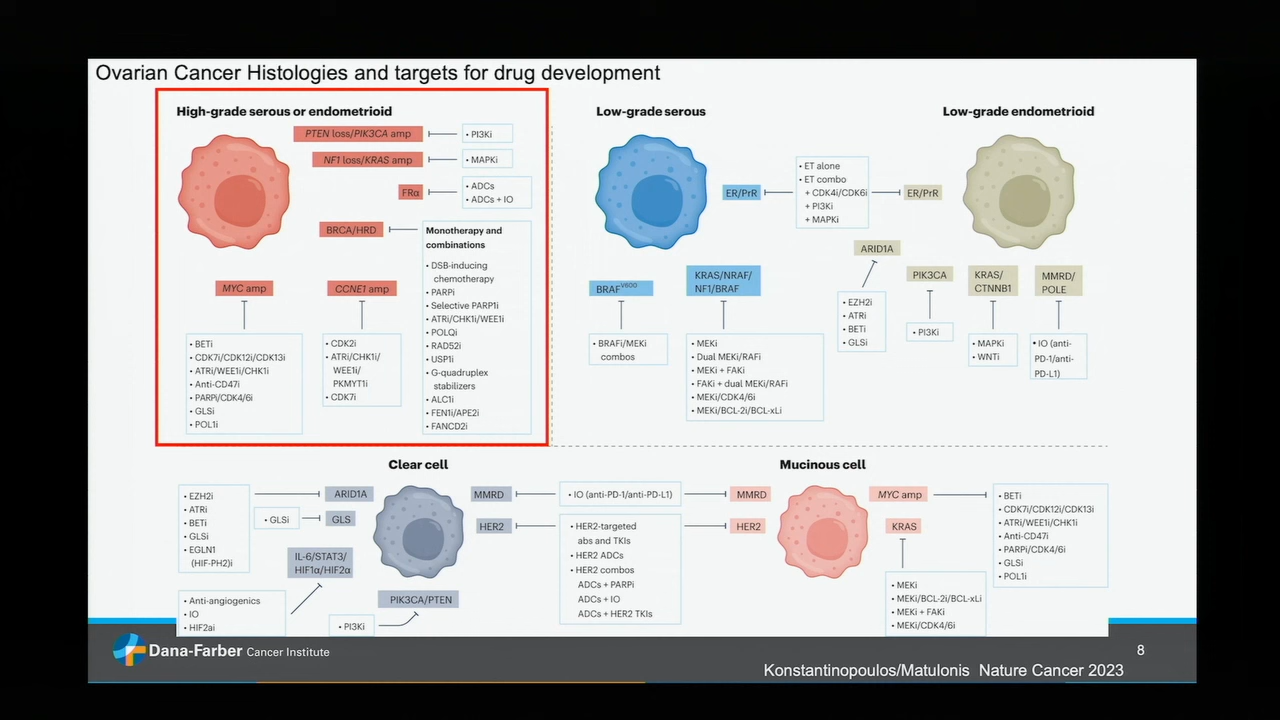 Ovarian Cancer Histologies and targets for drug development
High-grade serous or endometrioid
PTEN loss/PIK3CA amp
• PI3Ki
NF1 loss/KRAS amp
• MAPKi
FRα
• ADCs
• ADCs + IO
BRCA/HRD
Monotherapy and
combinations
• DSB-inducing
chemotherapy
• PARPi
• Selective PARP1i
• ATRi/CHK1i/WEE1i
• POLQi
• RAD52i
• USP1i
• G-quadruplex
stabilizers
• ALC1i
• FEN1i/APE2i
• FANCD2i
MYC amp
• BETi
• CDK7i/CDK12i/CDK13i
• ATRi/WEE1i/CHK1i
• Anti-CD47i
• PARPi/CDK4/6i
• GLSi
• POL1i
CCNE1 amp
• CDK2i
• ATRi/CHK1i/
WEE1i/
PKMYT1i
• CDK7i
Low-grade serous
ER/PrR
• ET alone
• ET combo
+ CDK4i/CDK6i
+ PI3Ki
+ MAPKi
ER/PrR
BRAFV600
• BRAFi/MEKi
combos
KRAS/NRAF/
NF1/BRAF
• MEKi
• Dual MEKi/RAFi
• MEKi + FAKi
• FAKi + dual MEKi/RAFi
• MEKi/CDK4/6i
• MEKi/BCL-2i/BCL-xLi
Low-grade endometrioid
ARID1A
• EZH2i
• ATRi
• BETi
• GLSi
PIK3CA
• PI3Ki
KRAS/
CTNNB1
• MAPKi
• WNTi
MMRD/
POLE
• IO (anti-
PD-1/anti-
PD-L1)
Clear cell
• EZH2i
• ATRi
• BETi
• GLSi
• EGLN1
(HIF-PH2)i
ARID1A
• GLSi
GLS
IL-6/STAT3/
HIF1α/HIF2α
• Anti-angiogenics
• IO
• HIF2ai
PIK3CA/PTEN
• PI3Ki
MMRD
• IO (anti-PD-1/anti-PD-L1)
MMRD
HER2
• HER2-targeted
abs and TKIs
• HER2 ADCs
• HER2 combos
ADCs + PARPi
ADCs + IO
ADCs + HER2 TKIs
HER2
Mucinous cell
MYC amp
• BETi
• CDK7i/CDK12i/CDK13i
• ATRi/WEE1i/CHK1i
• Anti-CD47i
• PARPi/CDK4/6i
• GLSi
• POL1i
KRAS
• MEKi
• MEKi/BCL-2i/BCL-xLi
• MEKi + FAKi
• MEKi/CDK4/6i
Dana-Farber Cancer Institute
8
Konstantinopoulos/Matulonis Nature Cancer 2023